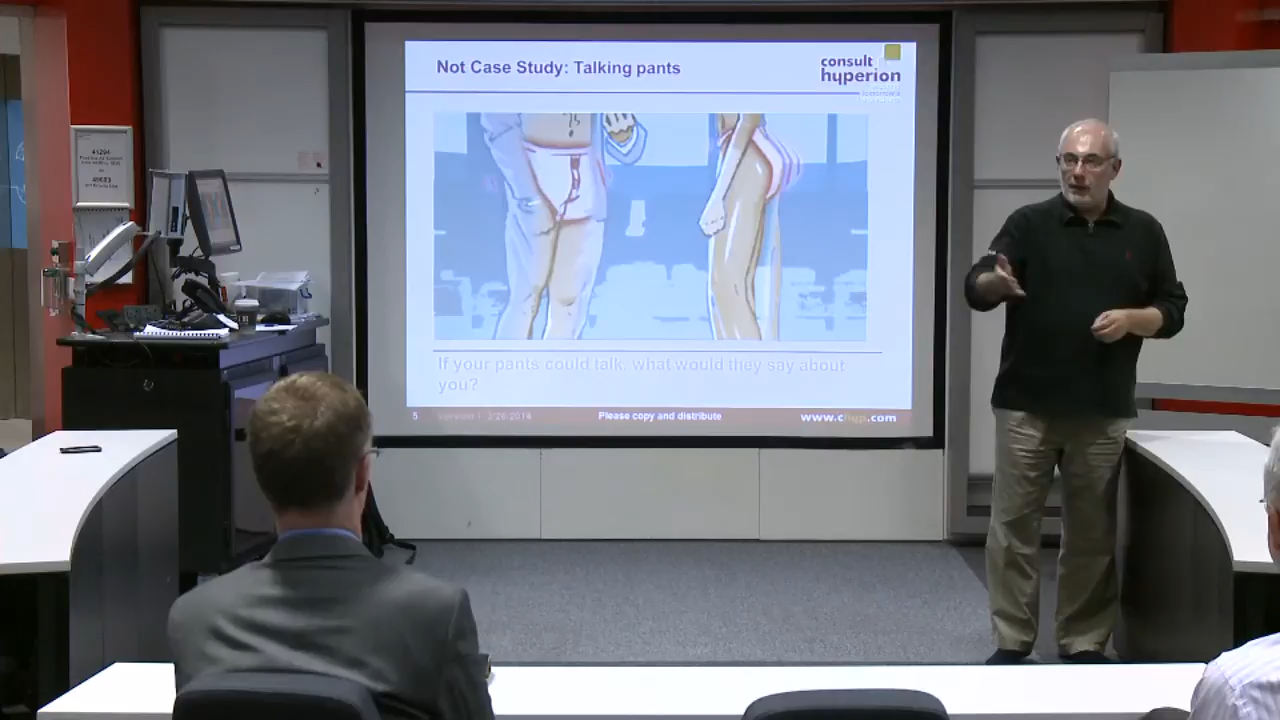 Not Case Study: Talking pants
consult
hyperion
If your pants could talk, what would they say about
you?
5
Please copy and distribute
www.chyp.com